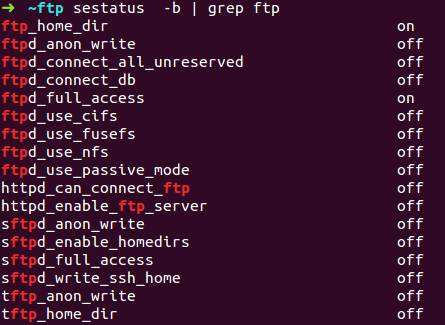 ➜ ~ftp sestatus -b | grep ftp
ftp_home_dir on
ftpd_anon_write off
ftpd_connect_all_unreserved off
ftpd_connect_db off
ftpd_full_access on
ftpd_use_cifs off
ftpd_use_fusefs off
ftpd_use_nfs off
ftpd_use_passive_mode off
httpd_can_connect_ftp off
httpd_enable_ftp_server off
sftpd_anon_write off
sftpd_enable_homedirs off
sftpd_full_access off
sftpd_write_ssh_home off
tftp_anon_write off
tftp_home_dir off